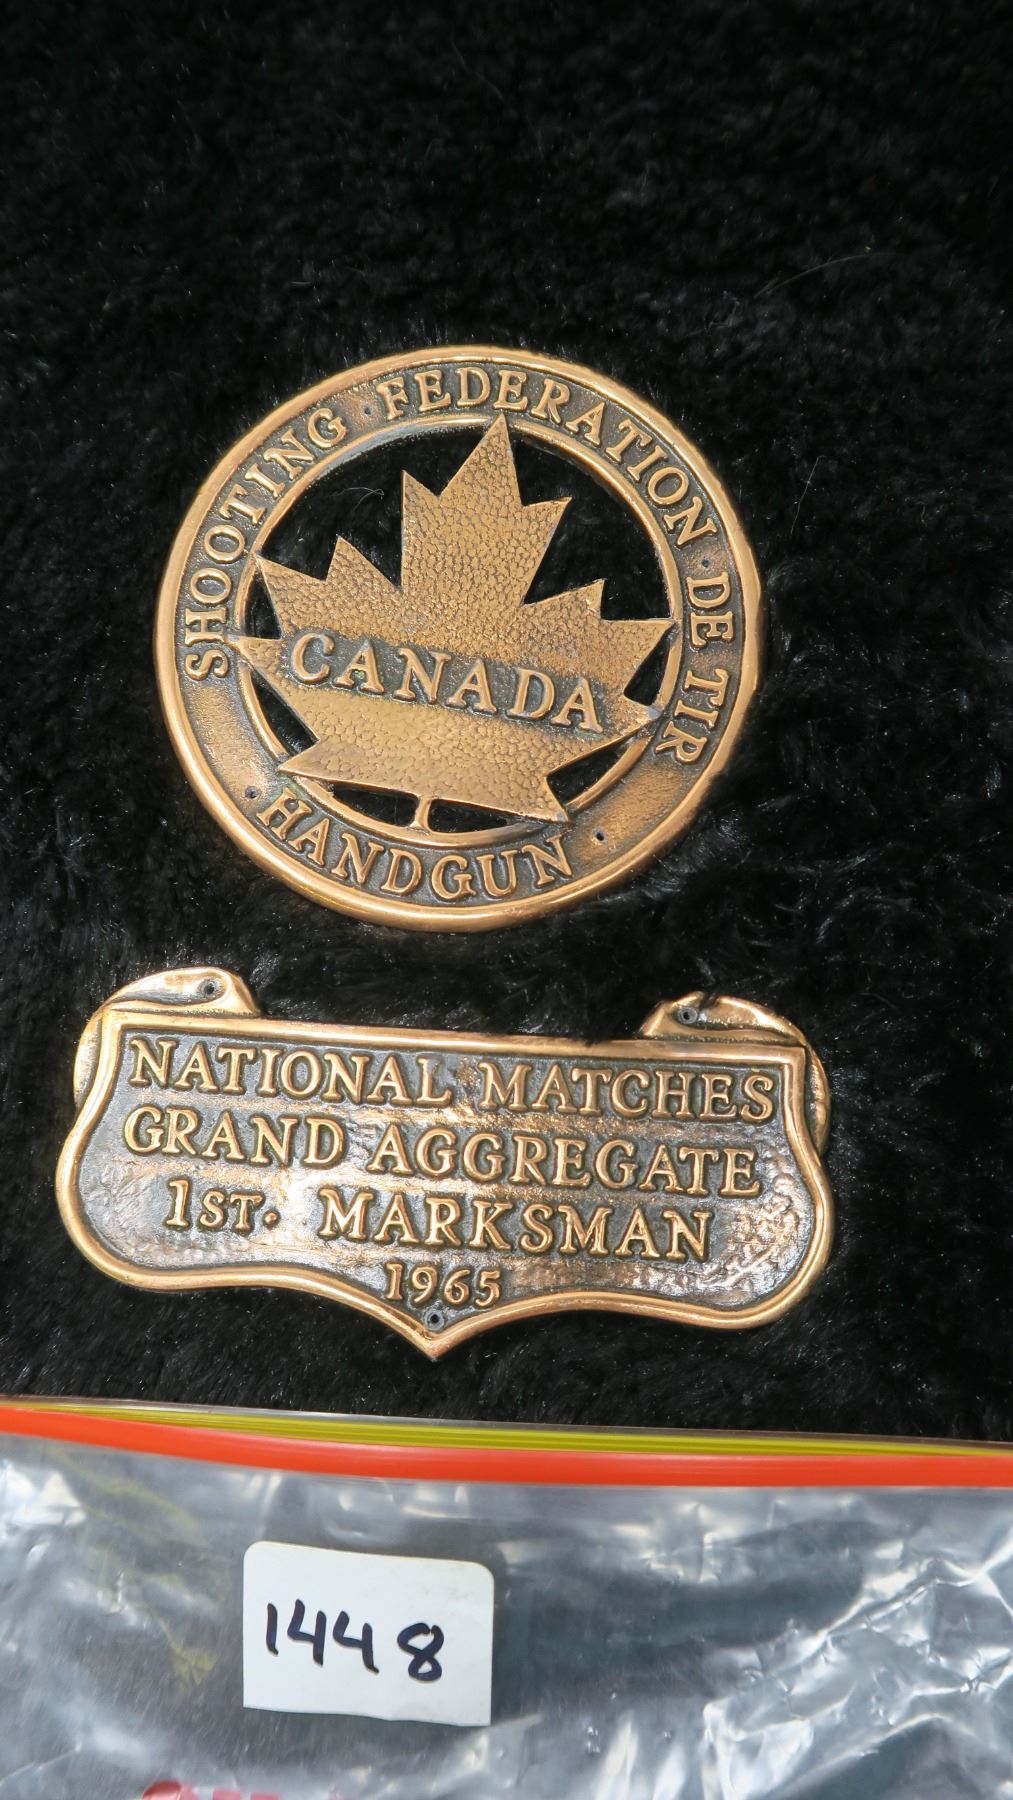 SHOOTING · FEDERATION · DE TIR
CANADA
· HANDGUN ·
NATIONAL MATCHES
GRAND AGGREGATE
1ST. MARKSMAN
1965
1448